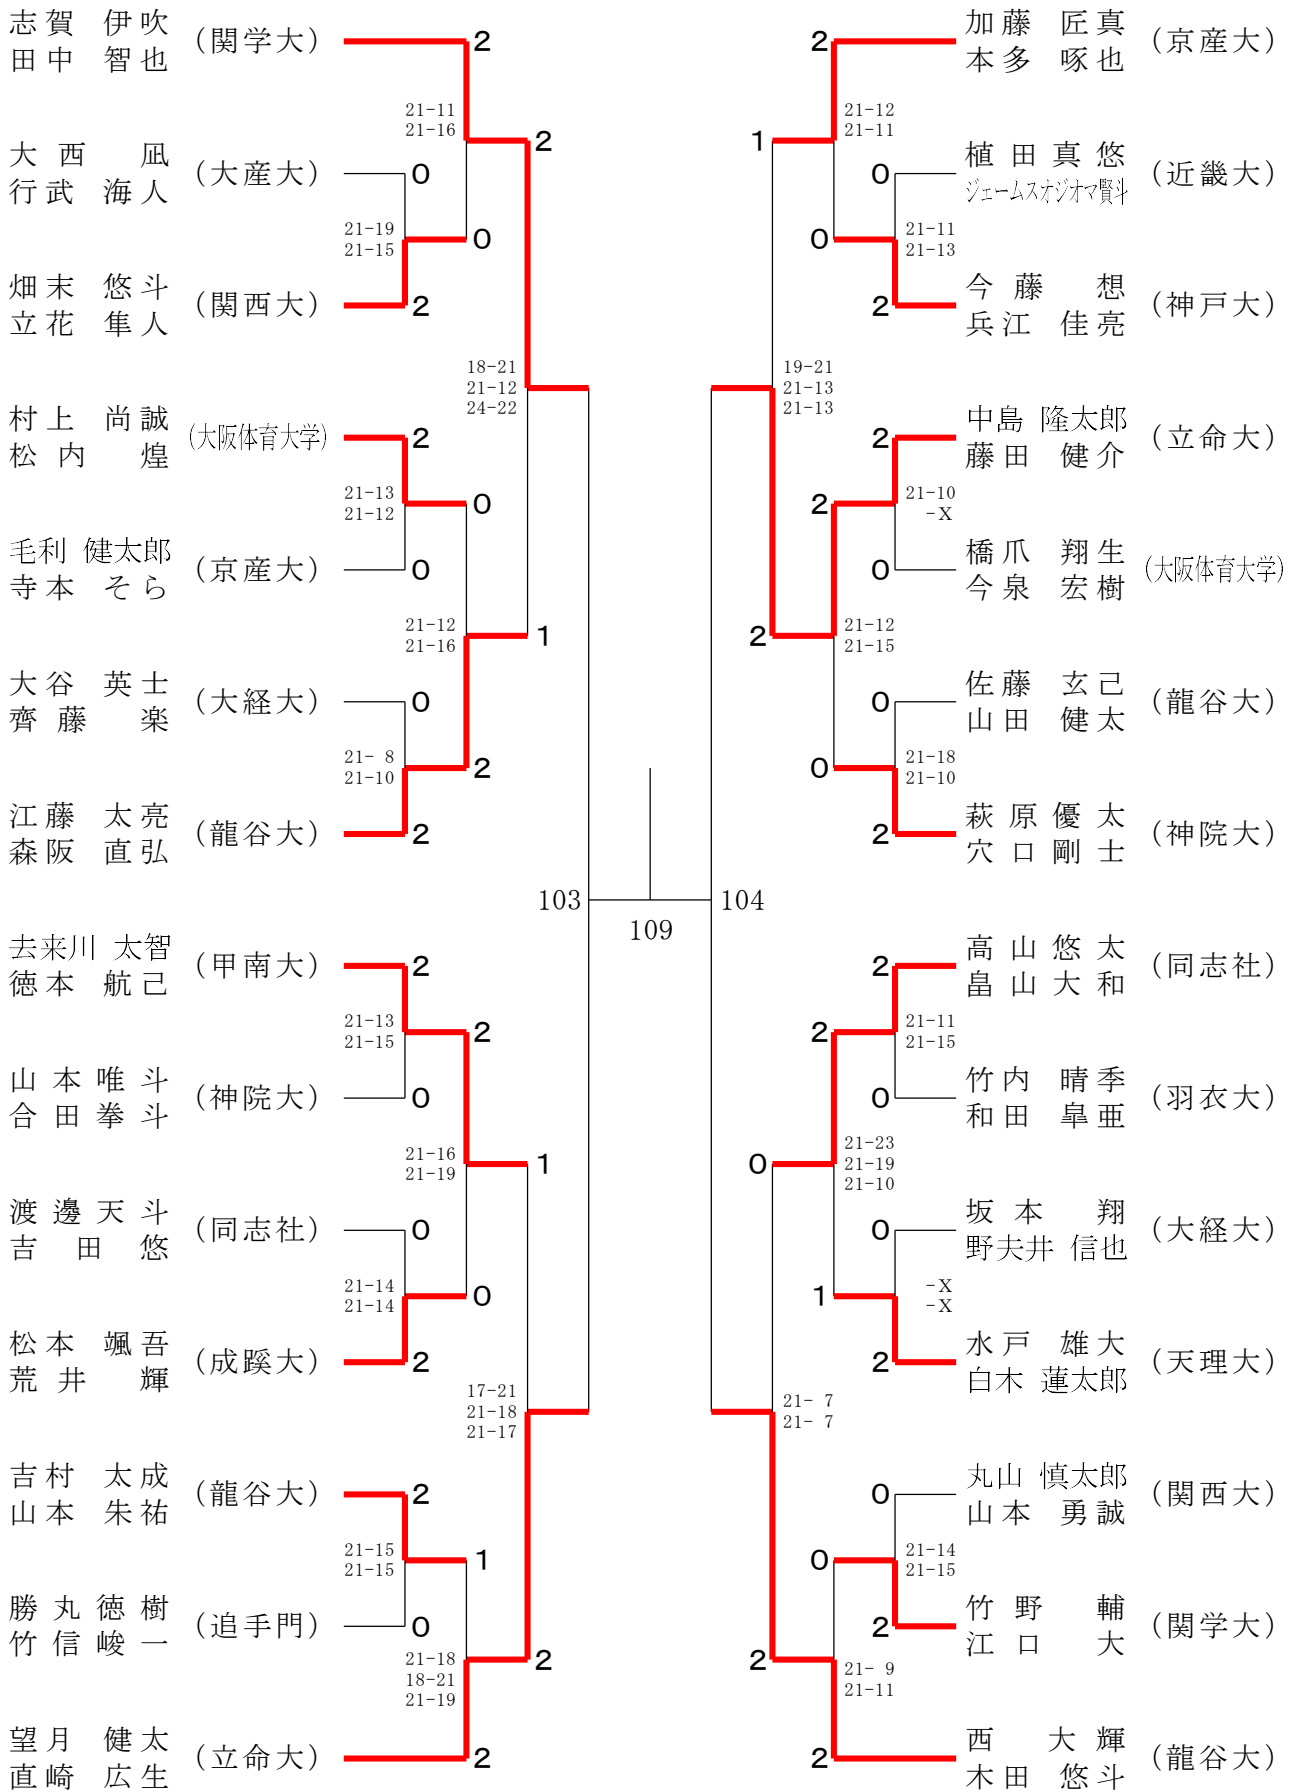 志賀 伊吹
田中 智也
(関学大)
2
21-11
21-16
2
大西 凪
行武 海人
(大産大)
0
21-19
21-15
0
畑末 悠斗
立花 隼人
(関西大)
2
18-21
21-12
24-22
村上 尚誠
松内 煌
(大阪体育大学)
2
21-13
21-12
0
毛利 健太郎
寺本 そら
(京産大)
0
21-12
21-16
1
大谷 英士
齊藤 楽
(大経大)
0
21- 8
21-10
2
江藤 太亮
森阪 直弘
(龍谷大)
2
103
去来川 太智
徳本 航己
(甲南大)
2
21-13
21-15
2
山本唯斗
合田拳斗
(神院大)
0
21-16
21-19
1
渡邊天斗
吉田悠
(同志社)
0
21-14
21-14
0
松本 颯吾
荒井 輝
(成蹊大)
2
17-21
21-18
21-17
吉村 太成
山本 朱祐
(龍谷大)
2
21-15
21-15
1
勝丸徳樹
竹信峻一
(追手門)
0
21-18
18-21
21-19
2
望月 健太
直崎 広生
(立命大)
2
109
2
加藤 匠真
本多 啄也
(京産大)
21-12
21-11
1
0
植田真悠
ジェームスオジオマ賢斗
(近畿大)
21-11
21-13
0
2
今藤 想
兵江 佳亮
(神戸大)
19-21
21-13
21-13
2
中島 隆太郎
藤田 健介
(立命大)
21-10
-X
2
0
橋爪 翔生
今泉 宏樹
(大阪体育大学)
21-12
21-15
2
0
佐藤 玄己
山田 健太
(龍谷大)
21-18
21-10
0
2
萩原優太
穴口剛士
(神院大)
104
2
高山悠太
畠山大和
(同志社)
21-11
21-15
2
0
竹内 晴季
和田 皐亜
(羽衣大)
21-23
21-19
21-10
0
0
坂本 翔
野夫井 信也
(大経大)
-X
-X
1
2
水戸 雄大
白木 蓮太郎
(天理大)
21- 7
21- 7
0
丸山 慎太郎
山本 勇誠
(関西大)
21-14
21-15
0
2
竹野 輔
江口 大
(関学大)
21- 9
21-11
2
2
西 大輝
木田 悠斗
(龍谷大)